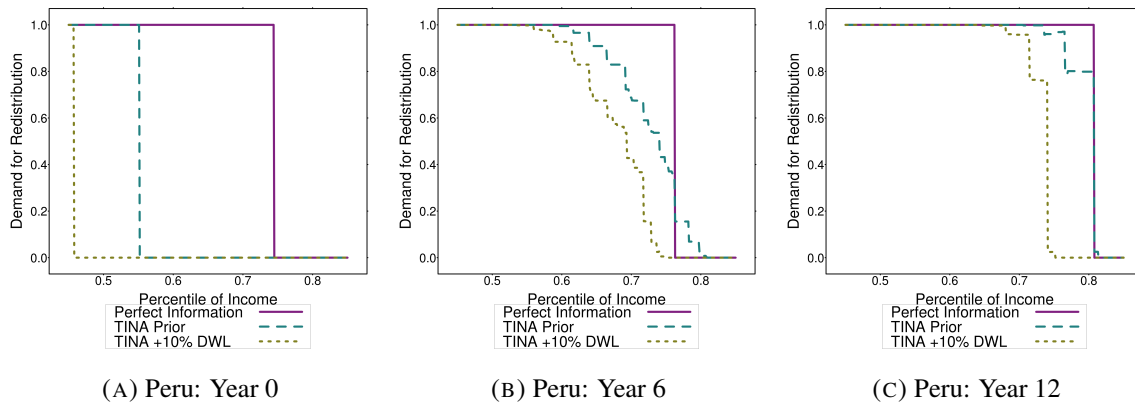 Demand for Redistribution
1.0
0.8
0.6
0.4
0.2
0.0
0.5 0.6 0.7 0.8
Percentile of Income
Perfect Information
TINA Prior
TINA +10% DWL
(A) Peru: Year 0
Demand for Redistribution
1.0
0.8
0.6
0.4
0.2
0.0
0.5 0.6 0.7 0.8
Percentile of Income
Perfect Information
TINA Prior
TINA +10% DWL
(B) Peru: Year 6
Demand for Redistribution
1.0
0.8
0.6
0.4
0.2
0.0
0.5 0.6 0.7 0.8
Percentile of Income
Perfect Information
TINA Prior
TINA +10% DWL
(C) Peru: Year 12